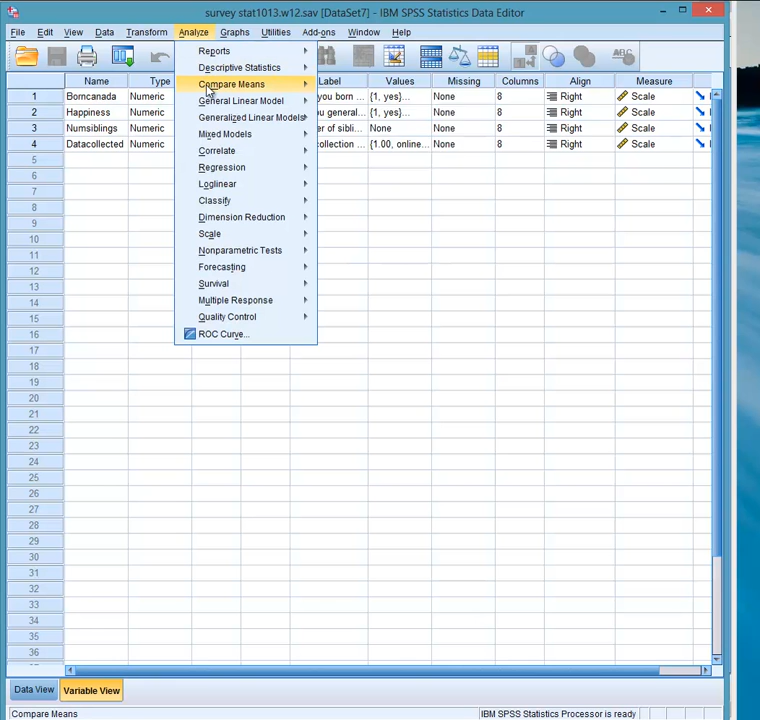 survey stat1013.w12.sav [DataSet7] - IBM SPSS Statistics Data Editor
File Edit View Data Transform Analyze Graphs Utilities Add-ons Window Help
Name Type Label Values Missing Columns Align Measure
1 Borncanada Numeric you born ... {1, yes}... None 8 Right Scale
2 Happiness Numeric u general... {1, yes}... None 8 Right Scale
3 Numsiblings Numeric er of sibli... None None 8 Right Scale
4 Datacollected Numeric collection ... {1.00, online... None 8 Right Scale
5
6
7
8
9
10
11
12
13
14
15
16
17
18
19
20
21
22
23
24
25
26
27
28
29
30
31
32
33
34
35
36
Reports
Descriptive Statistics
Compare Means
General Linear Model
Generalized Linear Models
Mixed Models
Correlate
Regression
Loglinear
Classify
Dimension Reduction
Scale
Nonparametric Tests
Forecasting
Survival
Multiple Response
Quality Control
ROC Curve...
Data View Variable View
Compare Means IBM SPSS Statistics Processor is ready